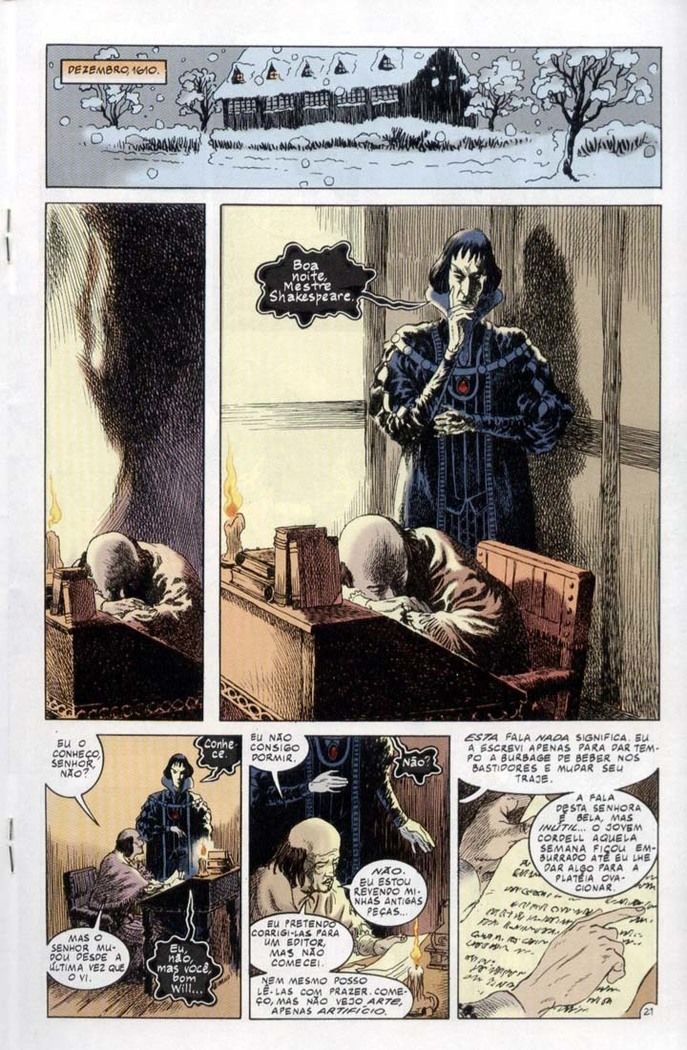 DEZEMBRO, 1610.
Boa
noite,
Mestre
Shakespeare.
EU O
CONHEÇO,
SENHOR,
NÃO?
Conhe-
ce.
MAS O
SENHOR MU-
DOU DESDE A
ÚLTIMA VEZ QUE
O VI.
Eu,
não,
mas você,
bom
Will...
EU NÃO
CONSIGO
DORMIR.
Não?
NÃO.
EU ESTOU
REVENDO MI-
NHAS ANTIGAS
PEÇAS...
EU PRETENDO
CORRIGI-LAS PARA
UM EDITOR,
MAS NÃO
COMECEI.
NEM MESMO POSSO
LÊ-LAS COM PRAZER. COME-
ÇO, MAS NÃO VEJO ARTE,
APENAS ARTIFÍCIO.
ESTA FALA NADA SIGNIFICA. EU
A ESCREVI APENAS PARA DAR TEM-
PO A BURBAGE DE BEBER NOS
BASTIDORES E MUDAR SEU
TRAJE.
A FALA
DESTA SENHORA
É BELA, MAS
INÚTIL... O JOVEM
CORDELL AQUELA
SEMANA FICOU EM-
BURRADO ATÉ EU LHE
DAR ALGO PARA A
PLATÉIA OVA-
CIONAR.
21